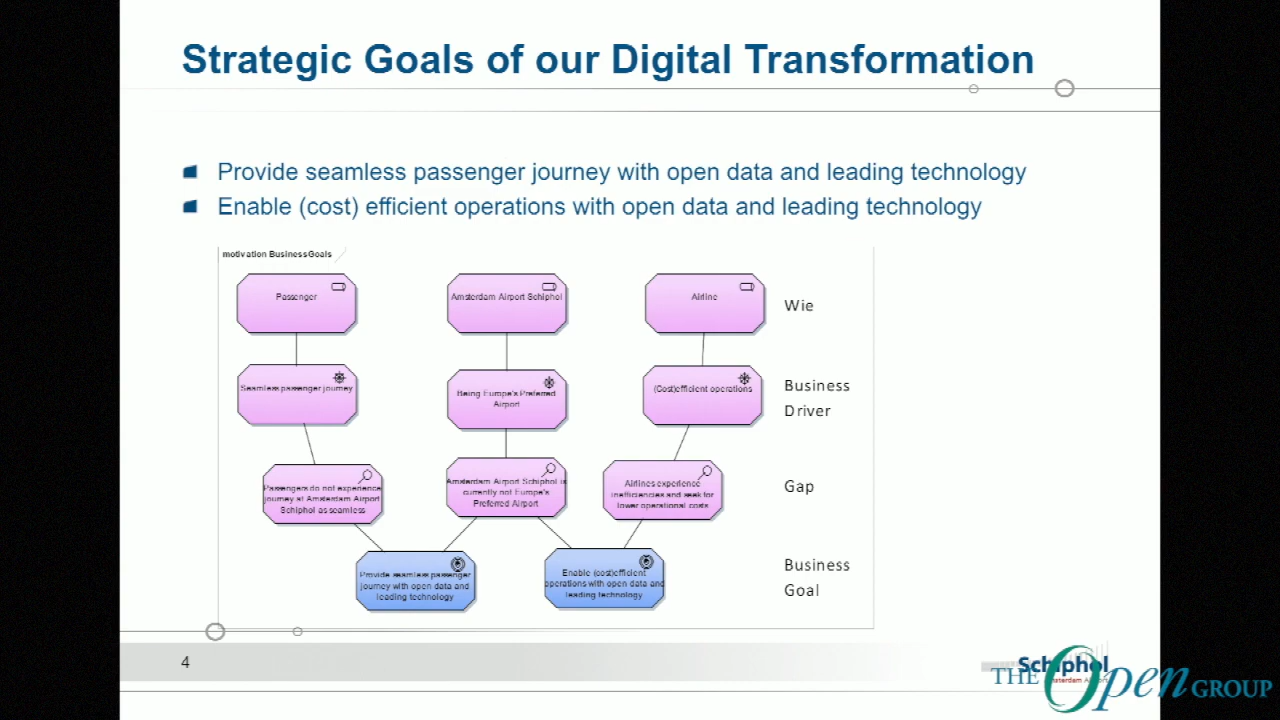 Strategic Goals of our Digital Transformation
Provide seamless passenger journey with open data and leading technology
Enable (cost) efficient operations with open data and leading technology
motivation BusinessGoals
Passenger
Amsterdam Airport Schiphol
Airline
Wie
Seamless passenger journey
Being Europe's Preferred
Airport
(Cost)efficient operations
Business
Driver
Passengers do not experience
journey at Amsterdam Airport
Schiphol as seamless
Amsterdam Airport Schiphol is
currently not Europe's
Preferred Airport
Airlines experience
inefficiencies and seek for
lower operational costs
Gap
Provide seamless passenger
journey with open data and
leading technology
Enable (cost)efficient
operations with open data and
leading technology
Business
Goal
4
Schiphol
Amsterdam Airport
THE Open GROUP